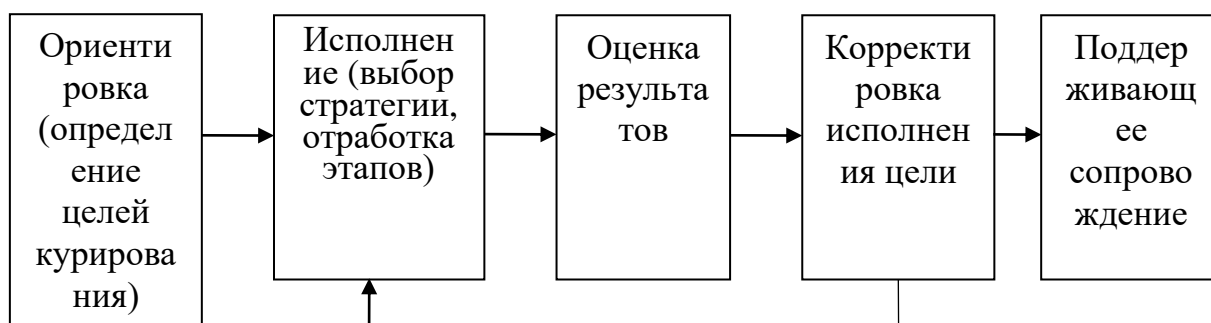 Ориенти
ровка
(определ
ение
целей
курирова
ния)
Исполнен
ие (выбор
стратегии,
отработка
этапов)
Оценка
результа
тов
Корректи
ровка
исполнен
ия цели
Поддер
живающ
ее
сопрово
ждение